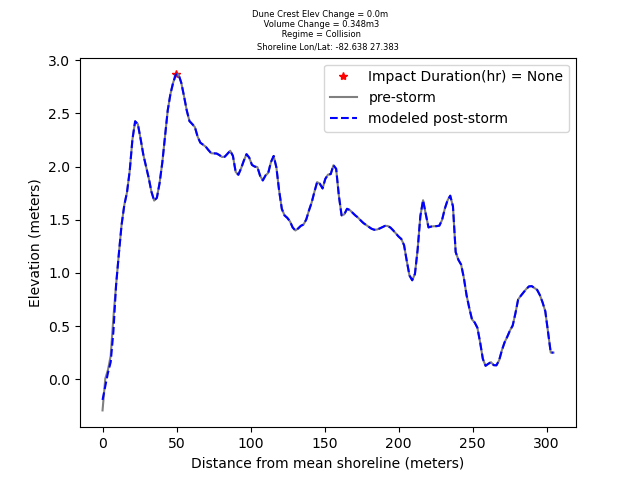 Dune Crest Elev Change = 0.0m
Volume Change = 0.348m3
Regime = Collision
Shoreline Lon/Lat: -82.638 27.383
Impact Duration(hr) = None
pre-storm
modeled post-storm
3.0
2.5
2.0
1.5
1.0
0.5
0.0
Elevation (meters)
0 50 100 150 200 250 300
Distance from mean shoreline (meters)